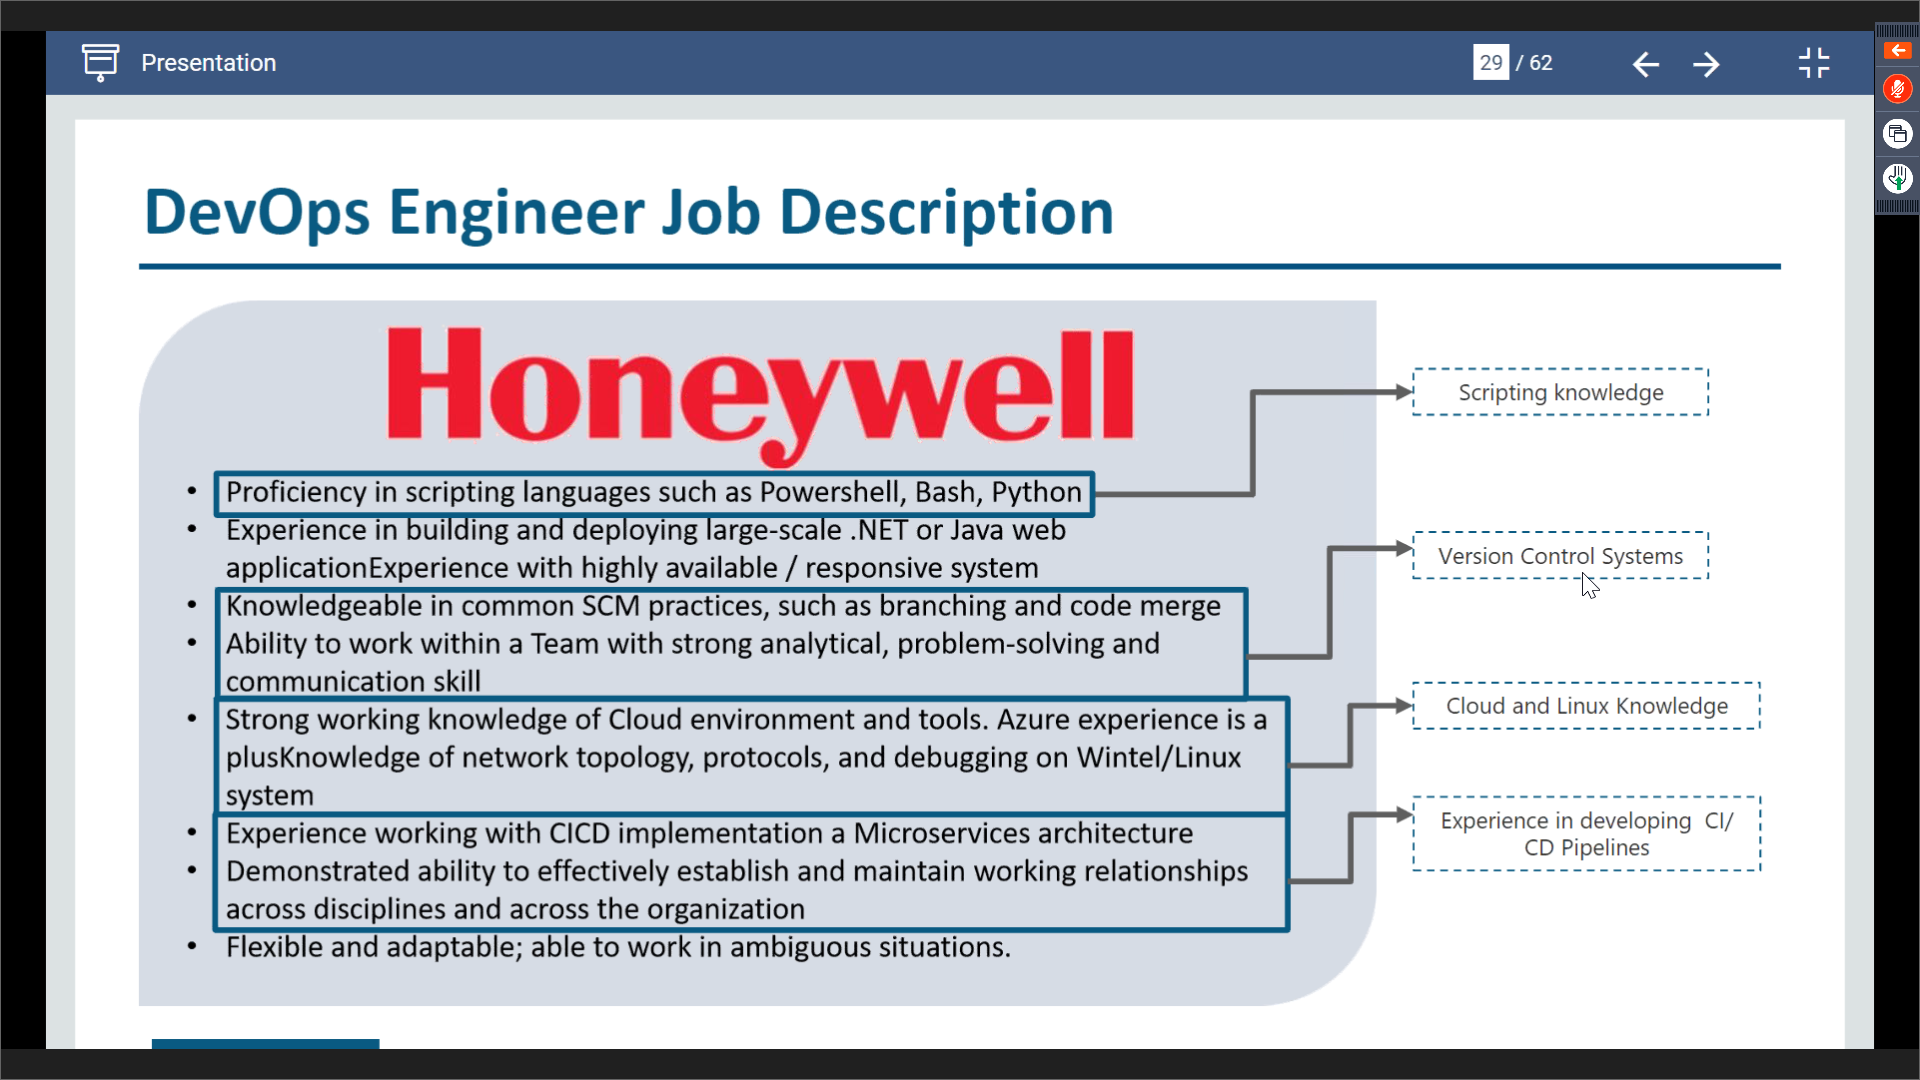 Presentation
29 / 62
DevOps Engineer Job Description
Honeywell
• Proficiency in scripting languages such as Powershell, Bash, Python
• Experience in building and deploying large-scale .NET or Java web
applicationExperience with highly available / responsive system
• Knowledgeable in common SCM practices, such as branching and code merge
• Ability to work within a Team with strong analytical, problem-solving and
communication skill
• Strong working knowledge of Cloud environment and tools. Azure experience is a
plusKnowledge of network topology, protocols, and debugging on Wintel/Linux
system
• Experience working with CICD implementation a Microservices architecture
• Demonstrated ability to effectively establish and maintain working relationships
across disciplines and across the organization
• Flexible and adaptable; able to work in ambiguous situations.
Scripting knowledge
Version Control Systems
Cloud and Linux Knowledge
Experience in developing CI/
CD Pipelines